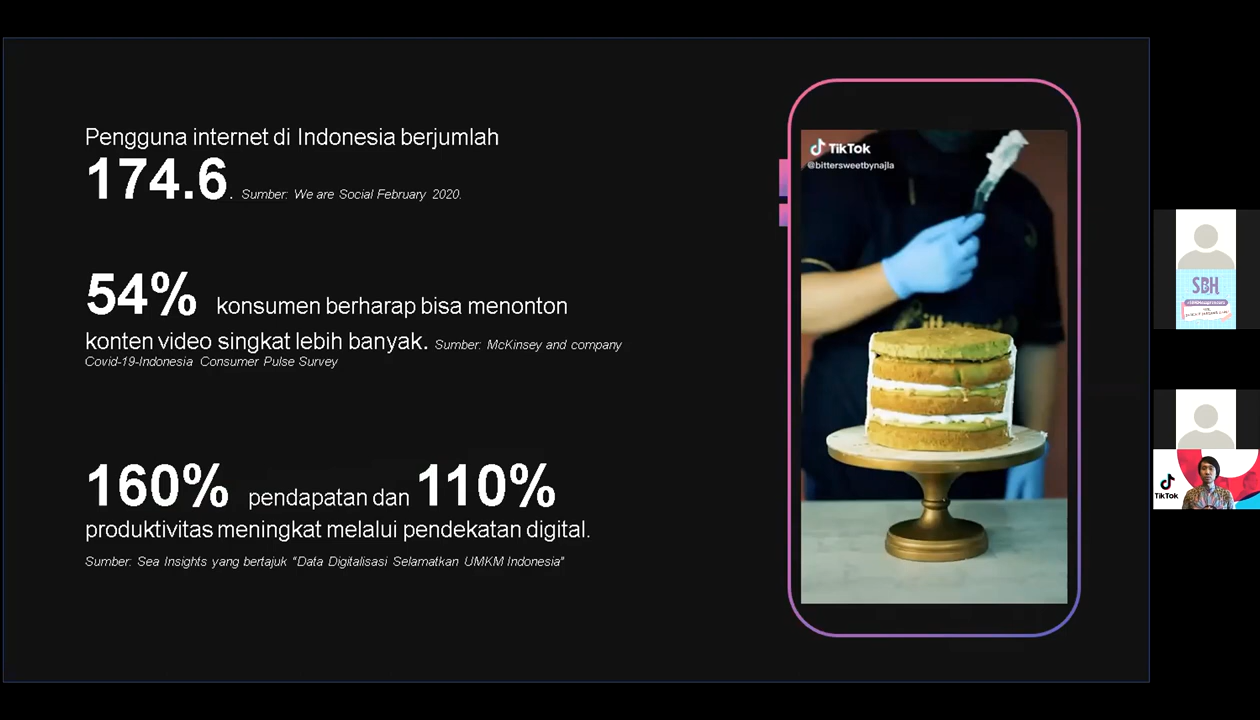 Pengguna internet di Indonesia berjumlah
174.6. Sumber: We are Social February 2020.
54% konsumen berharap bisa menonton
konten video singkat lebih banyak. Sumber: McKinsey and company
Covid-19-Indonesia Consumer Pulse Survey
160% pendapatan dan 110%
produktivitas meningkat melalui pendekatan digital.
Sumber: Sea Insights yang bertajuk "Data Digitalisasi Selamatkan UMKM Indonesia"
TikTok
@bittersweetbynajla
SBH
TikTok